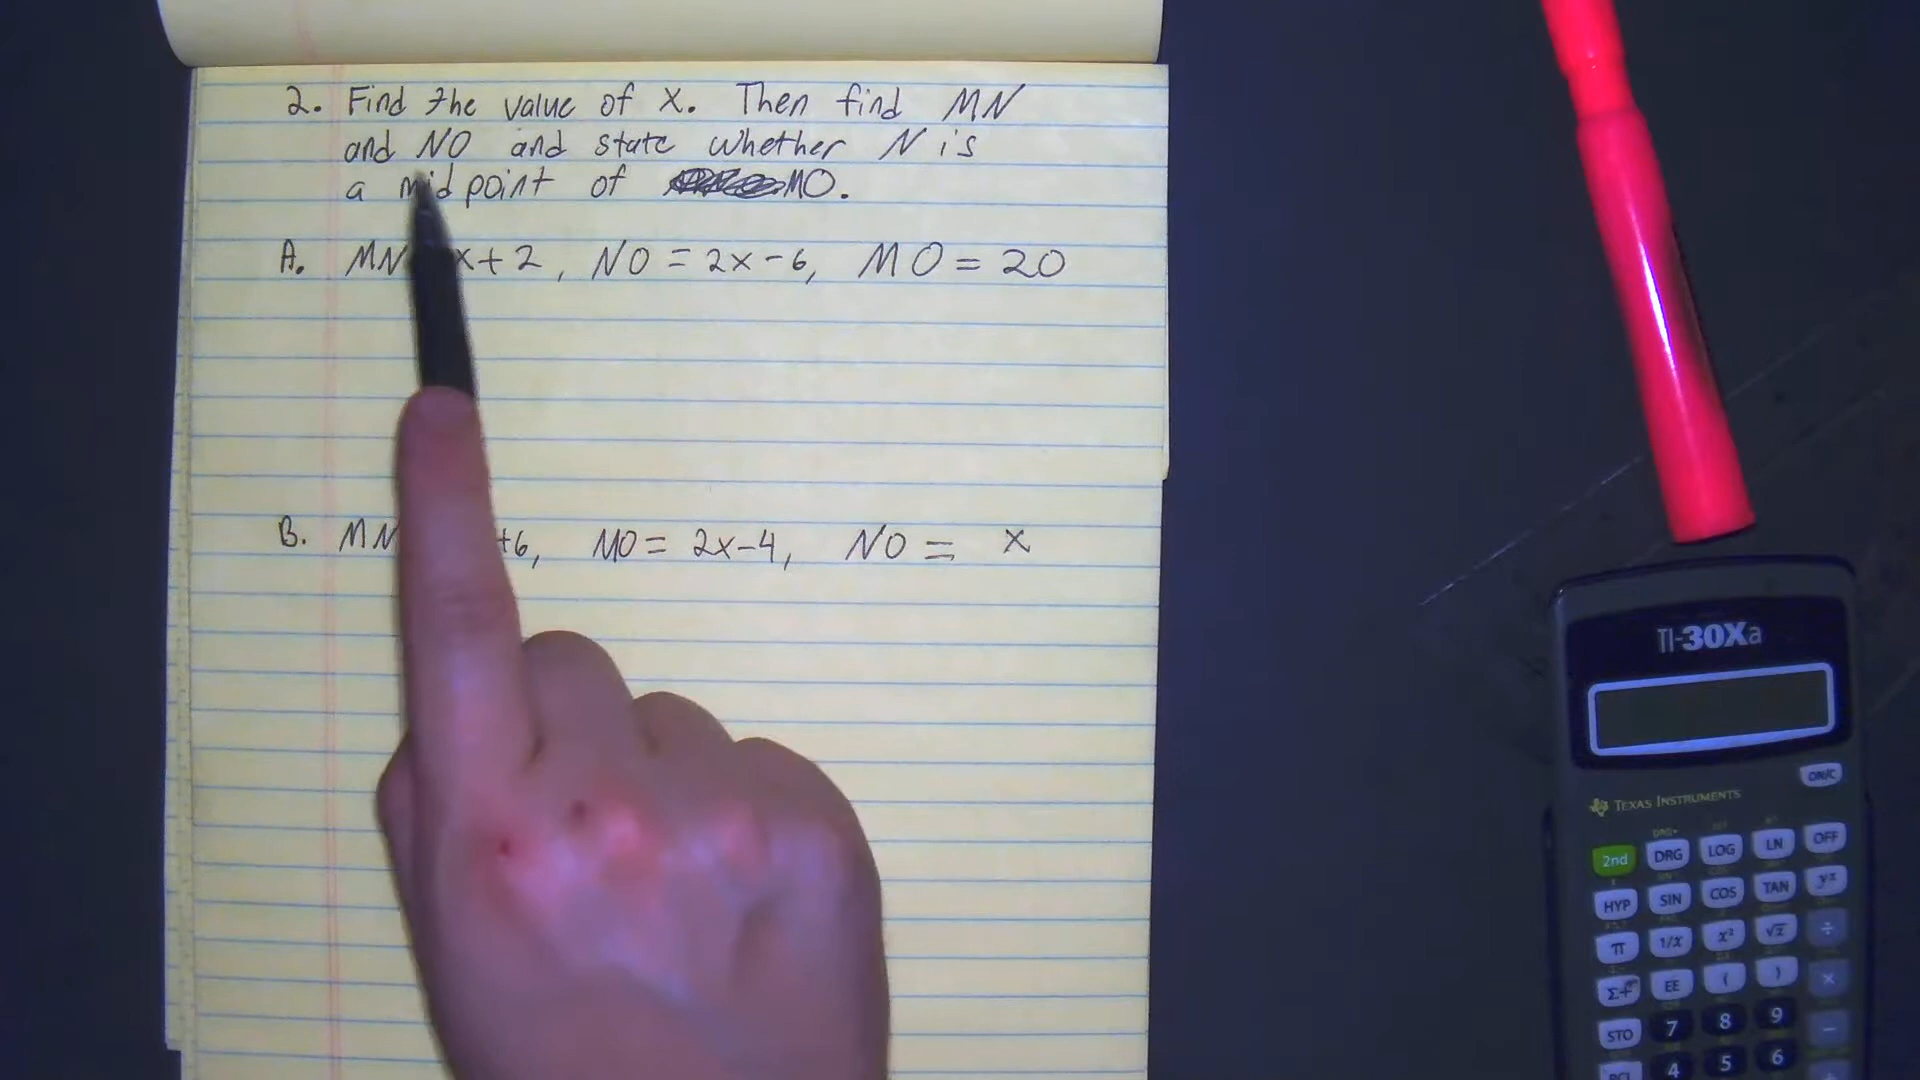 2. Find the value of x. Then find MN
and NO and state whether N is
a midpoint of MO.
A. MN x+2, NO = 2x-6, MO = 20
B. MN +6, MO = 2x-4, NO = x
TI-30Xa
TEXAS INSTRUMENTS
ON/C
2nd DRG LOG LN OFF
HYP SIN COS TAN yˣ
π 1/x x² √x ÷
Σ+ EE ( ) ×
STO 7 8 9 −
RCL 4 5 6 +